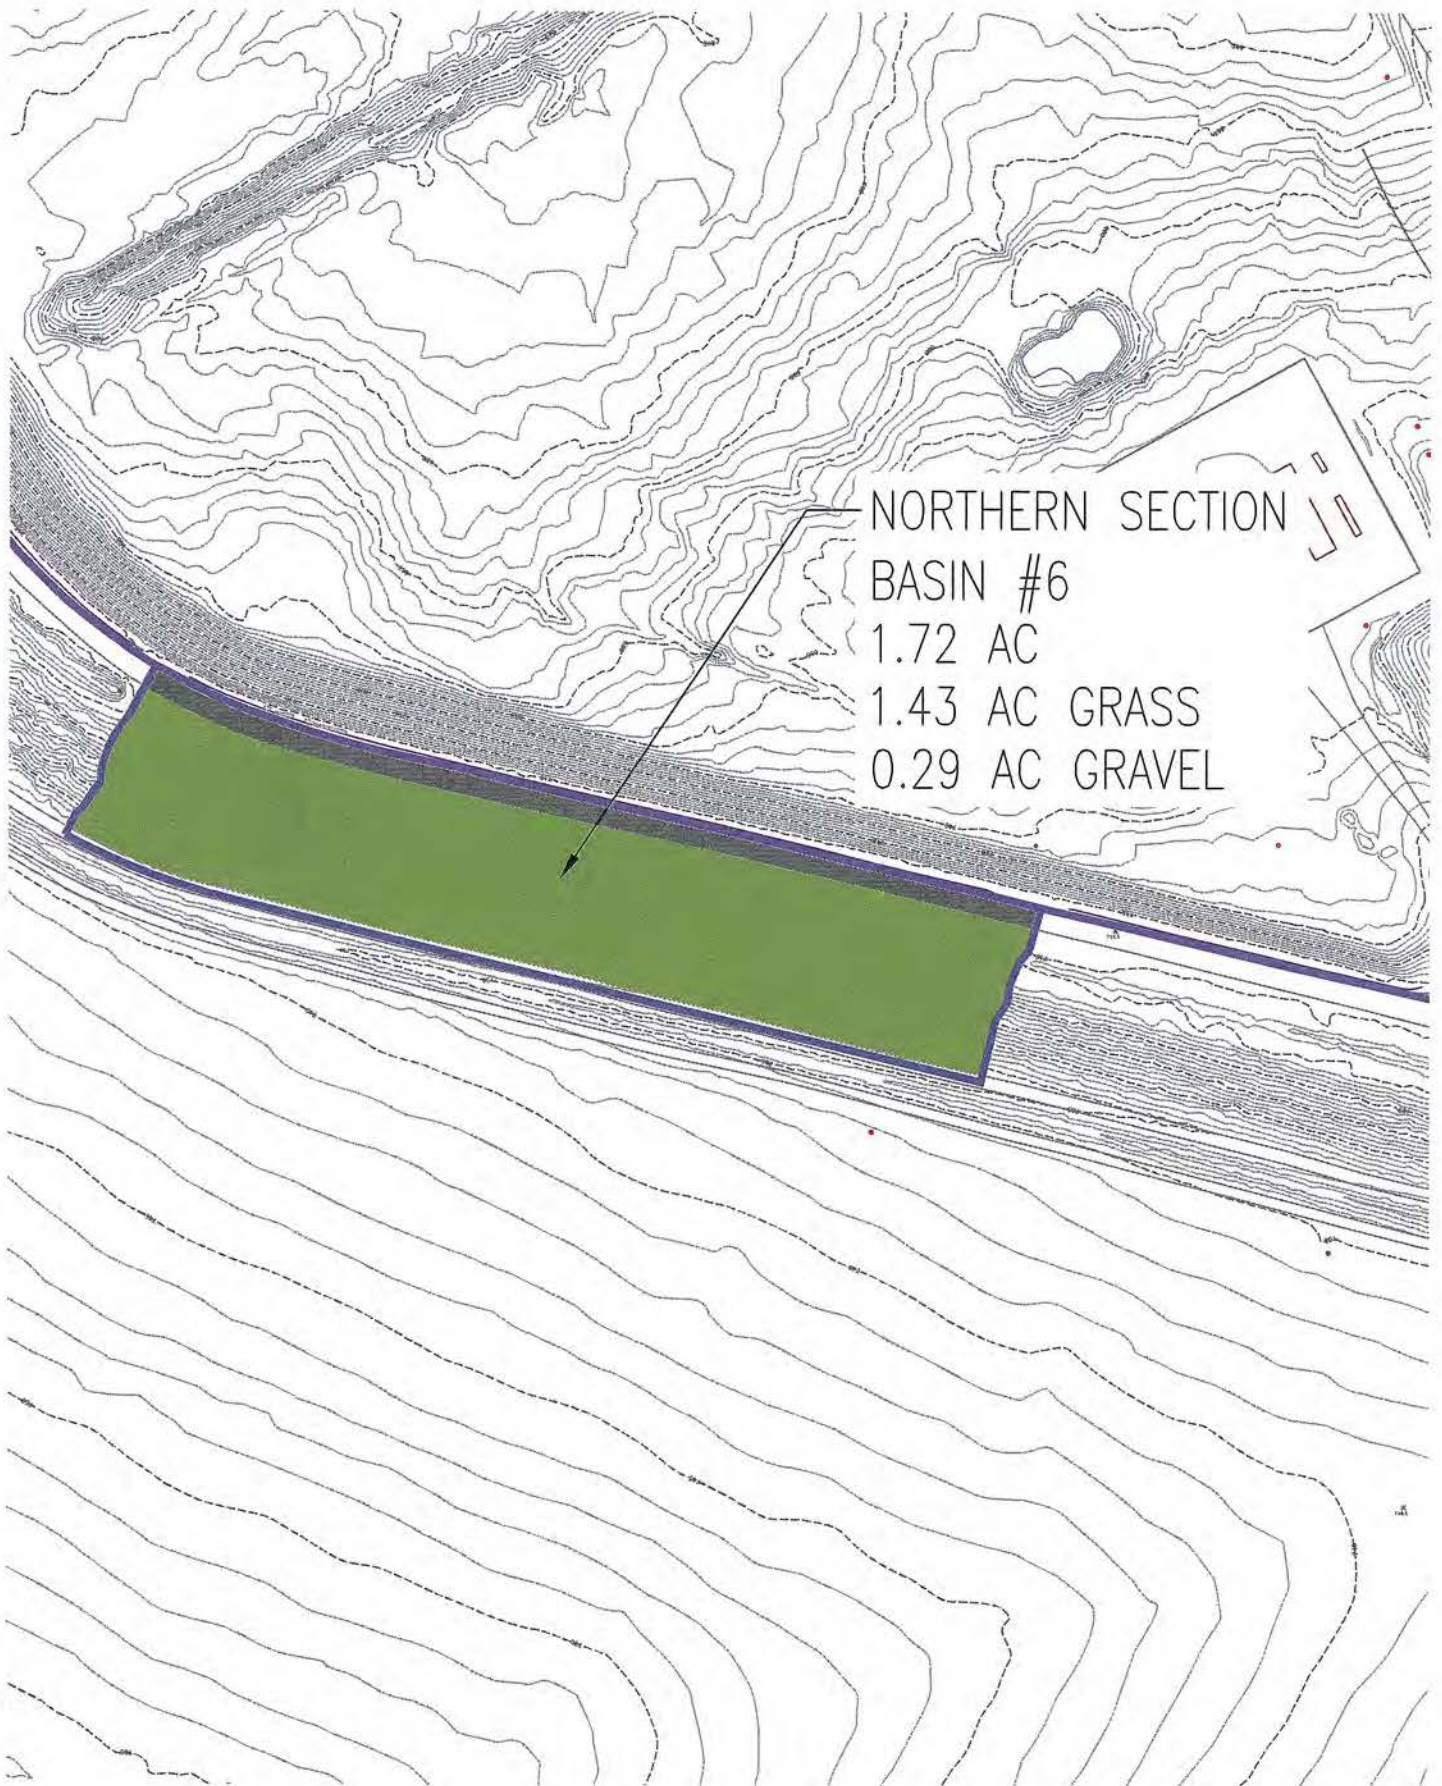 NORTHERN SECTION
BASIN #6
1.72 AC
1.43 AC GRASS
0.29 AC GRAVEL